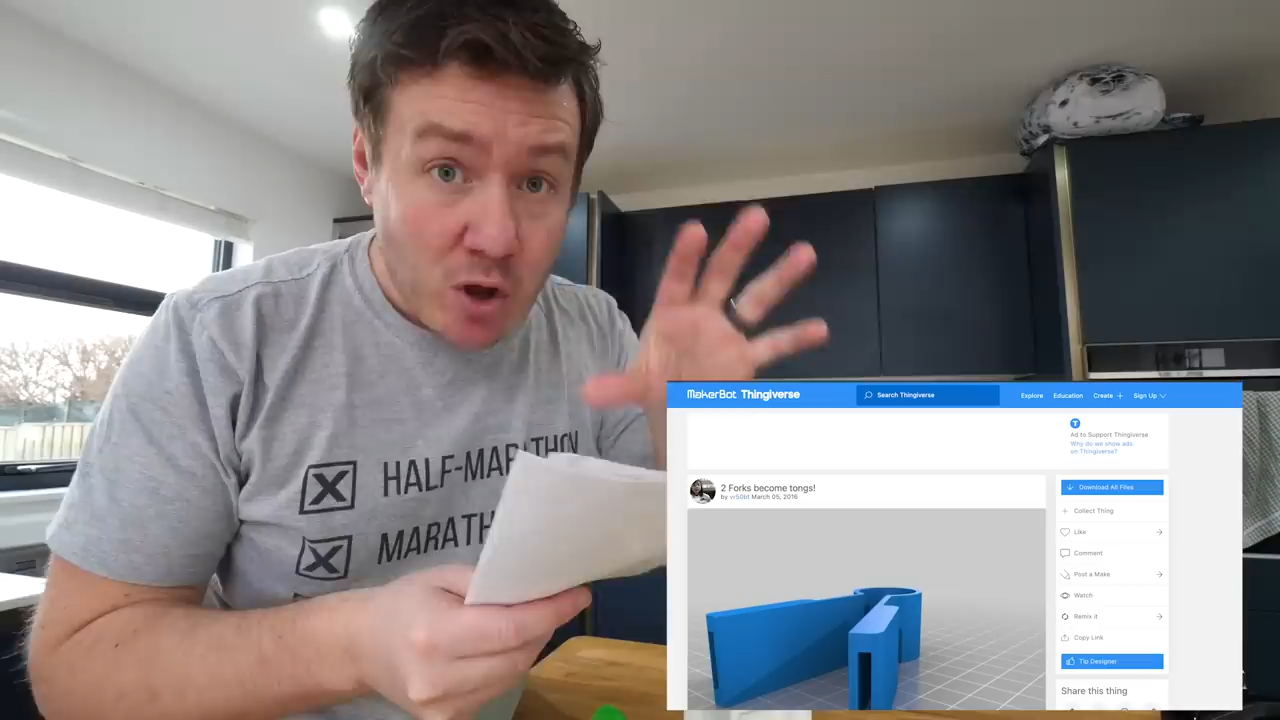 HALF-MARATHON
MARATH
MakerBot Thingiverse
Search Thingiverse
Explore
Education
Create
Sign Up
Ad to Support Thingiverse
Why do we show ads
on Thingiverse?
2 Forks become tongs!
by vr50bt March 05, 2016
Download All Files
Collect Thing
Like
Comment
Post a Make
Watch
Remix it
Copy Link
Tip Designer
Share this thing